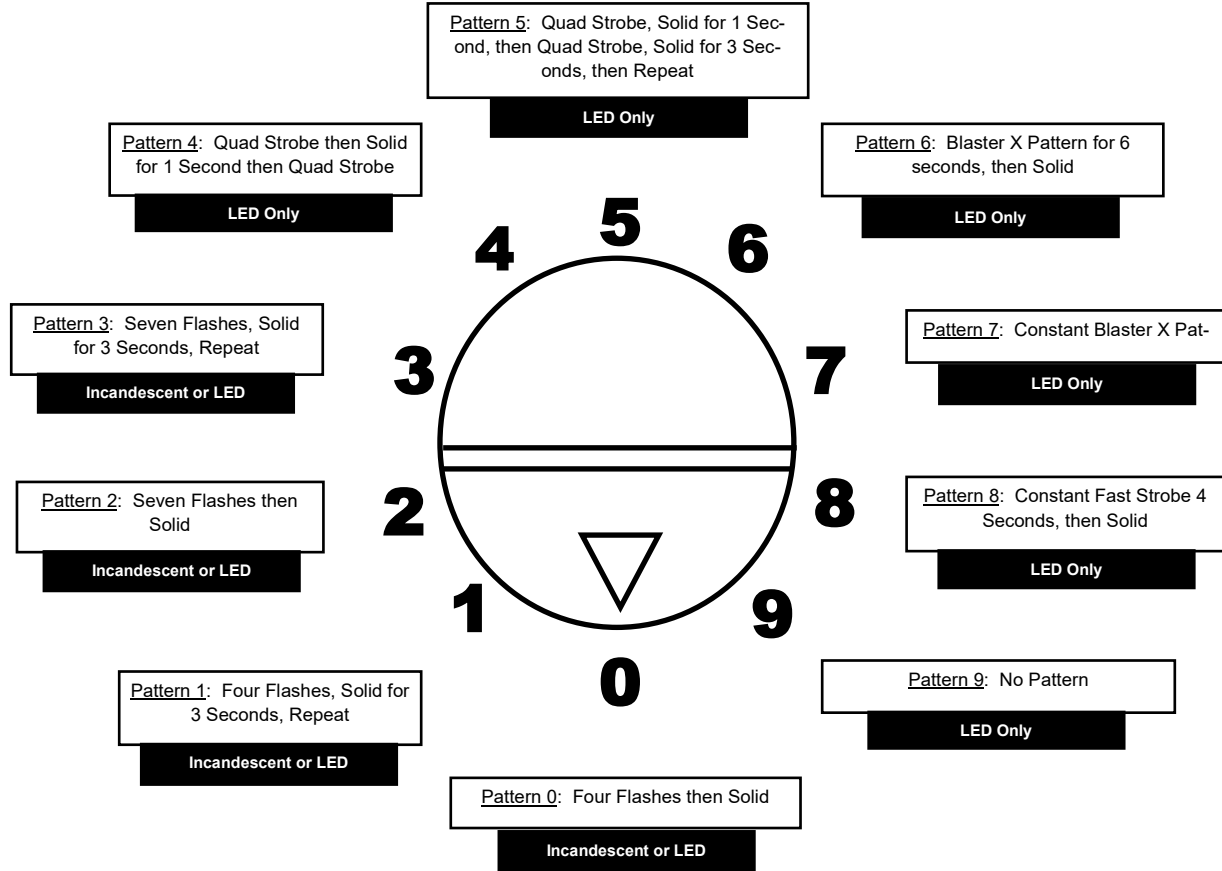 Pattern 5: Quad Strobe, Solid for 1 Sec-
ond, then Quad Strobe, Solid for 3 Sec-
onds, then Repeat
LED Only
Pattern 4: Quad Strobe then Solid
for 1 Second then Quad Strobe
LED Only
Pattern 6: Blaster X Pattern for 6
seconds, then Solid
LED Only
5
4
6
Pattern 3: Seven Flashes, Solid
for 3 Seconds, Repeat
Incandescent or LED
3
7
Pattern 7: Constant Blaster X Pat-
LED Only
Pattern 2: Seven Flashes then
Solid
Incandescent or LED
2
8
Pattern 8: Constant Fast Strobe 4
Seconds, then Solid
LED Only
1
9
0
Pattern 1: Four Flashes, Solid for
3 Seconds, Repeat
Incandescent or LED
Pattern 9: No Pattern
LED Only
Pattern 0: Four Flashes then Solid
Incandescent or LED